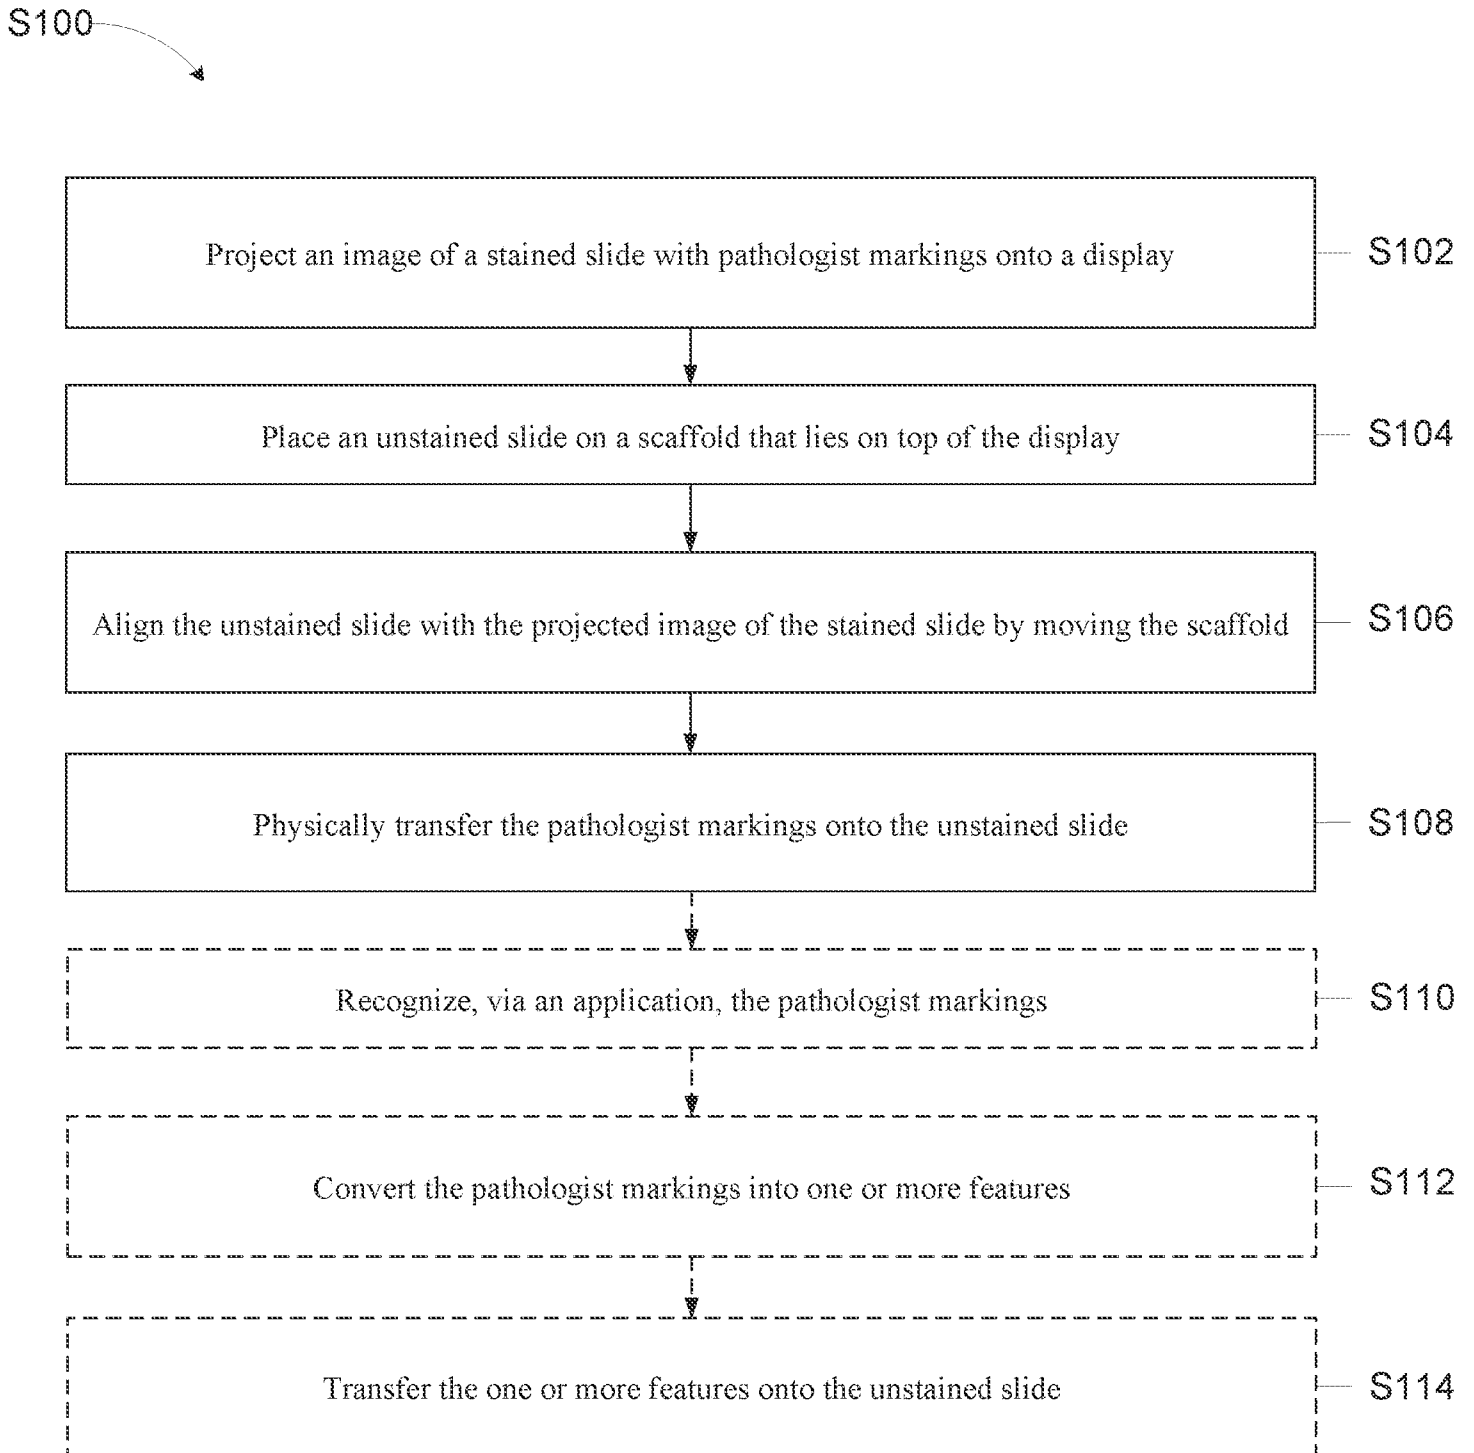 S100
Project an image of a stained slide with pathologist markings onto a display
S102
Place an unstained slide on a scaffold that lies on top of the display
S104
Align the unstained slide with the projected image of the stained slide by moving the scaffold
S106
Physically transfer the pathologist markings onto the unstained slide
S108
Recognize, via an application, the pathologist markings
S110
Convert the pathologist markings into one or more features
S112
Transfer the one or more features onto the unstained slide
S114